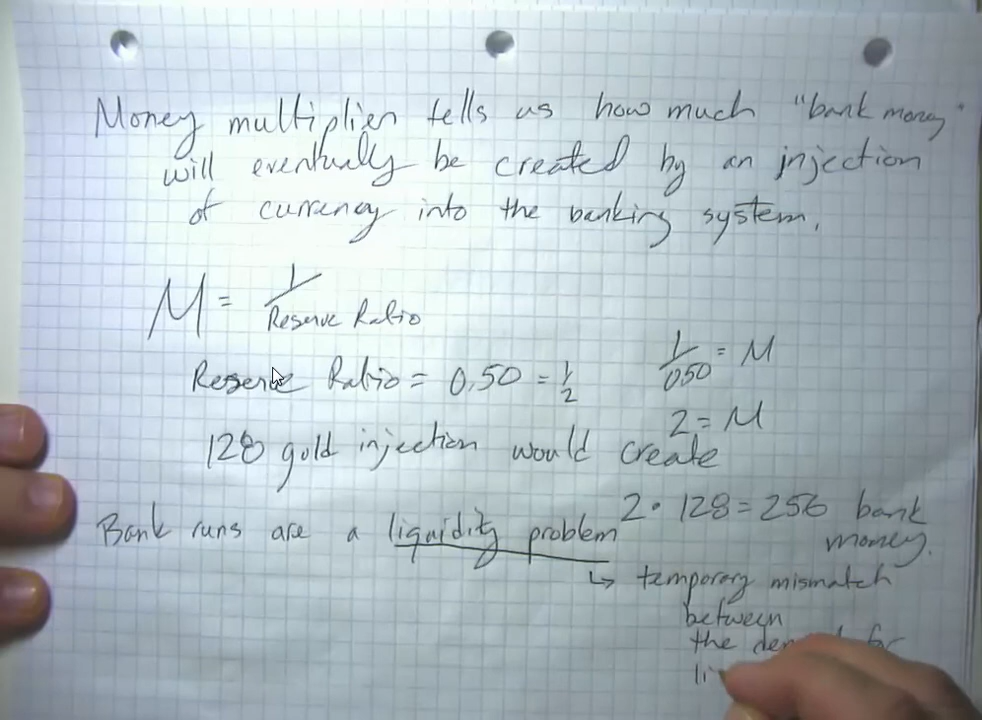 Money multiplier tells us how much "bank money"
will eventually be created by an injection
of currency into the banking system.
M = 1/Reserve Ratio
Reserve Ratio = 0.50 = 1/2
1/0.50 = M
2 = M
128 gold injection would create
2 · 128 = 256 bank
money.
Bank runs are a liquidity problem
↳ temporary mismatch
between
the for